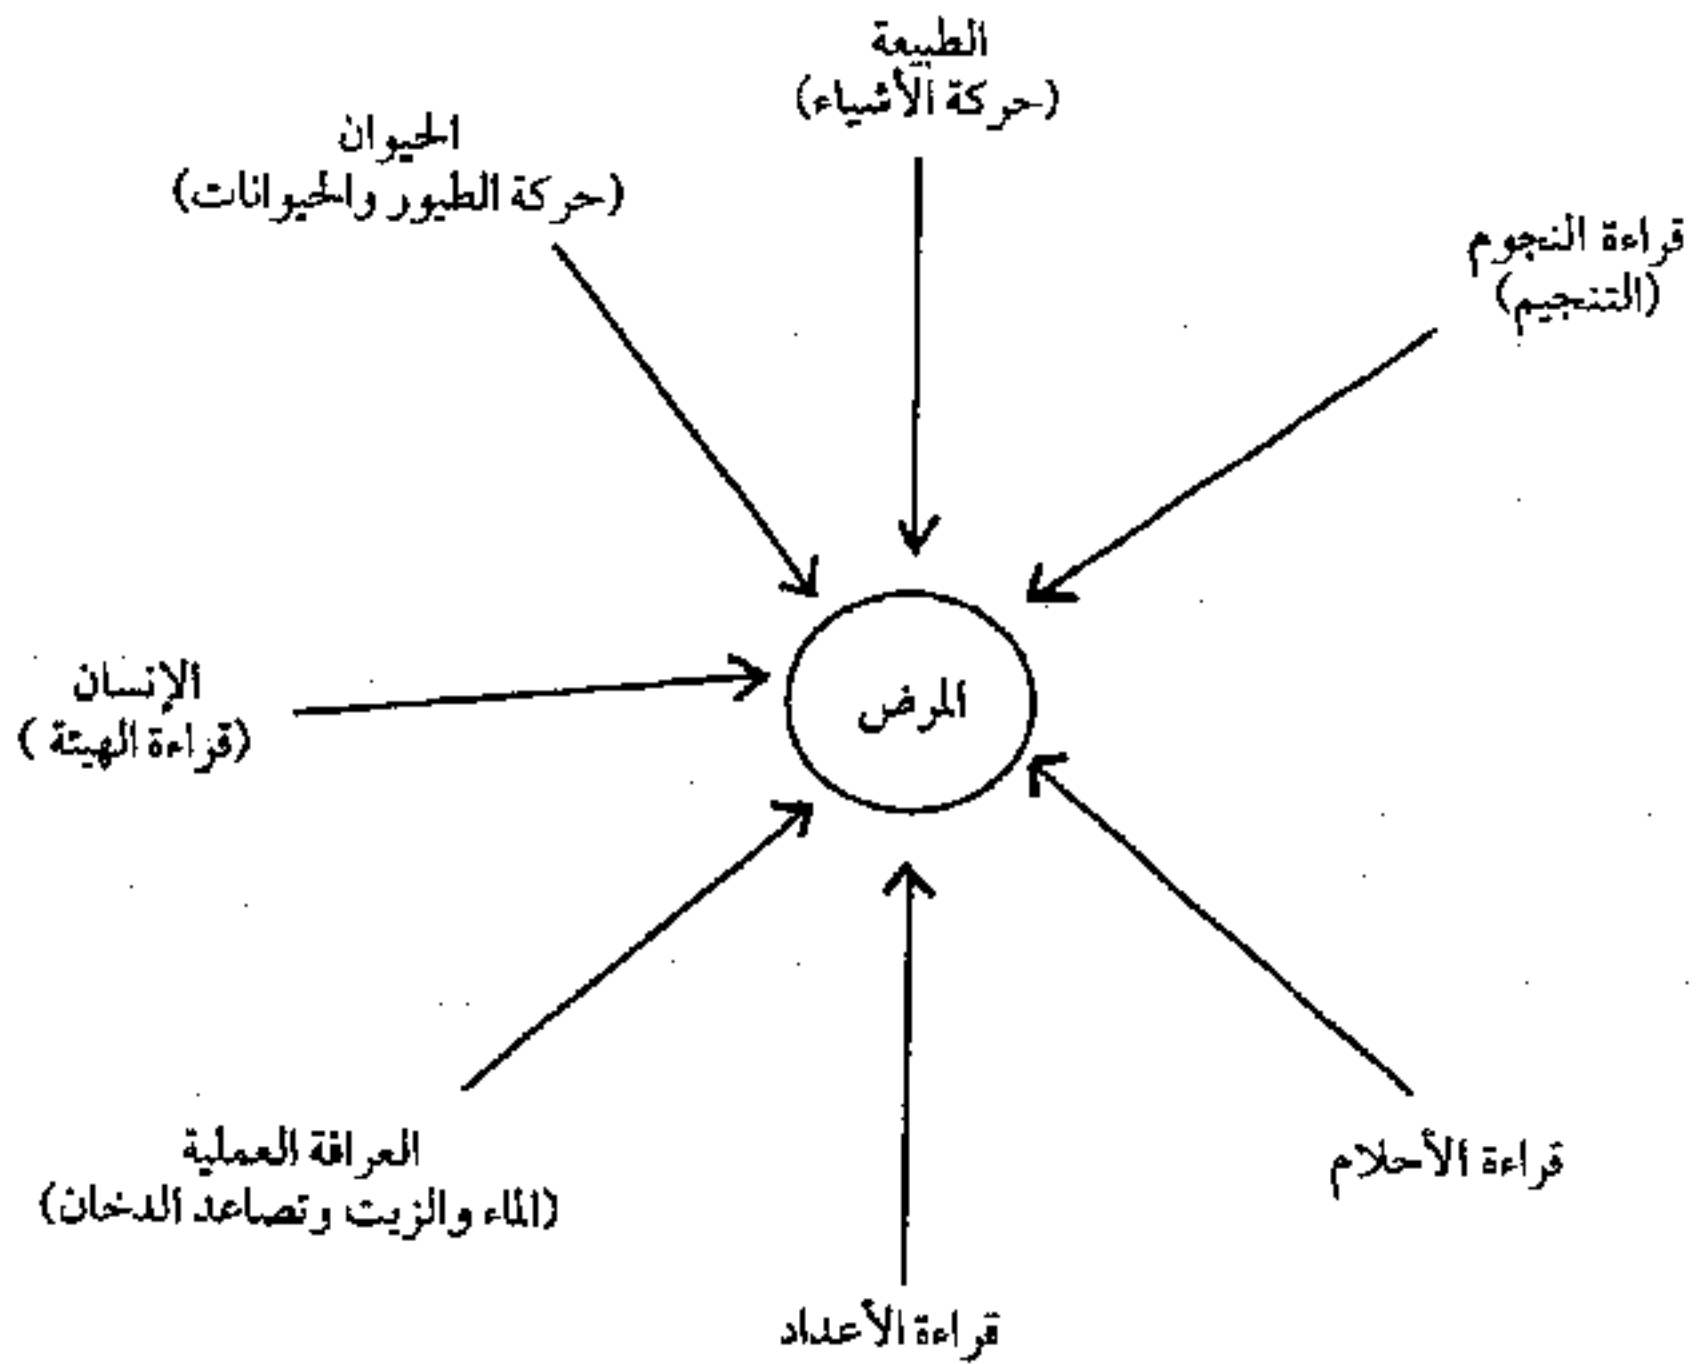 الطبيعة
(حركة الأشياء)
الحيوان
(حركة الطيور والحيوانات)
قراءة النجوم
(التنجيم)
المرض
الإنسان
(قراءة الهيئة )
العرافة العملية
(الماء والزيت وتصاعد الدخان)
قراءة الأحلام
قراءة الأعداد